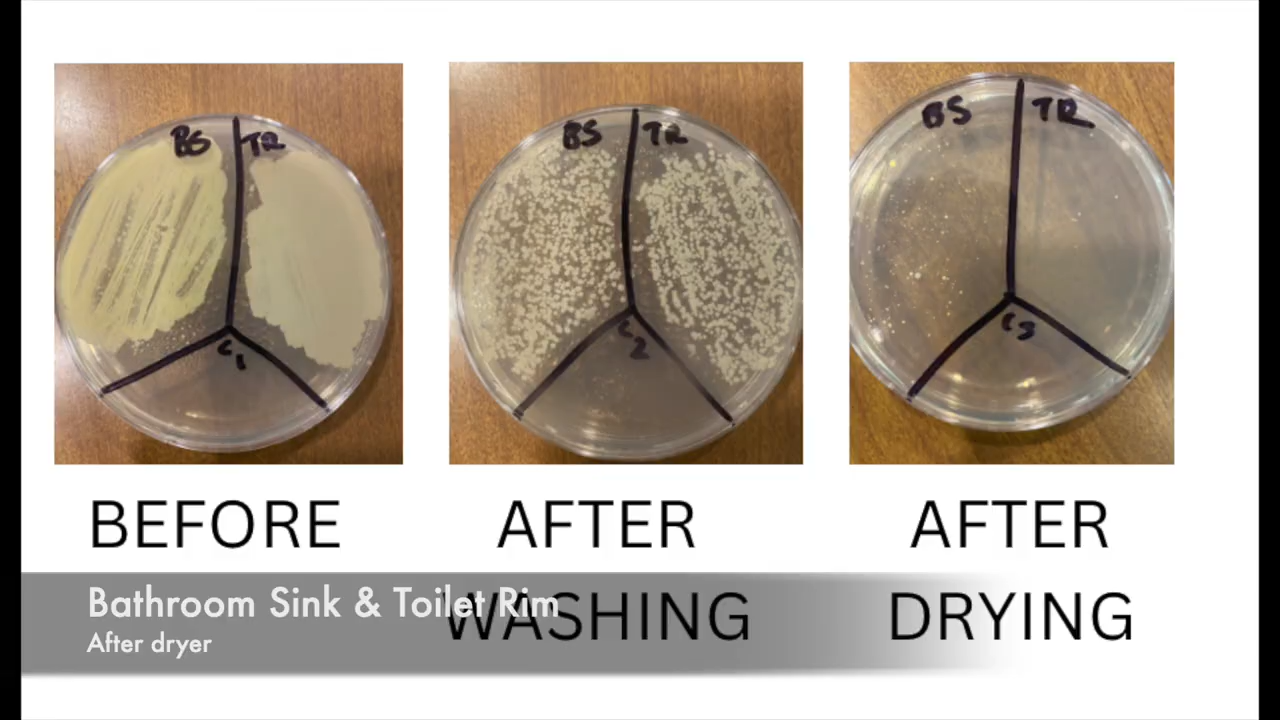 BS TR
C1
BS TR
C2
BS TR
C3
BEFORE
AFTER
WASHING
AFTER
DRYING
Bathroom Sink & Toilet Rim
After dryer